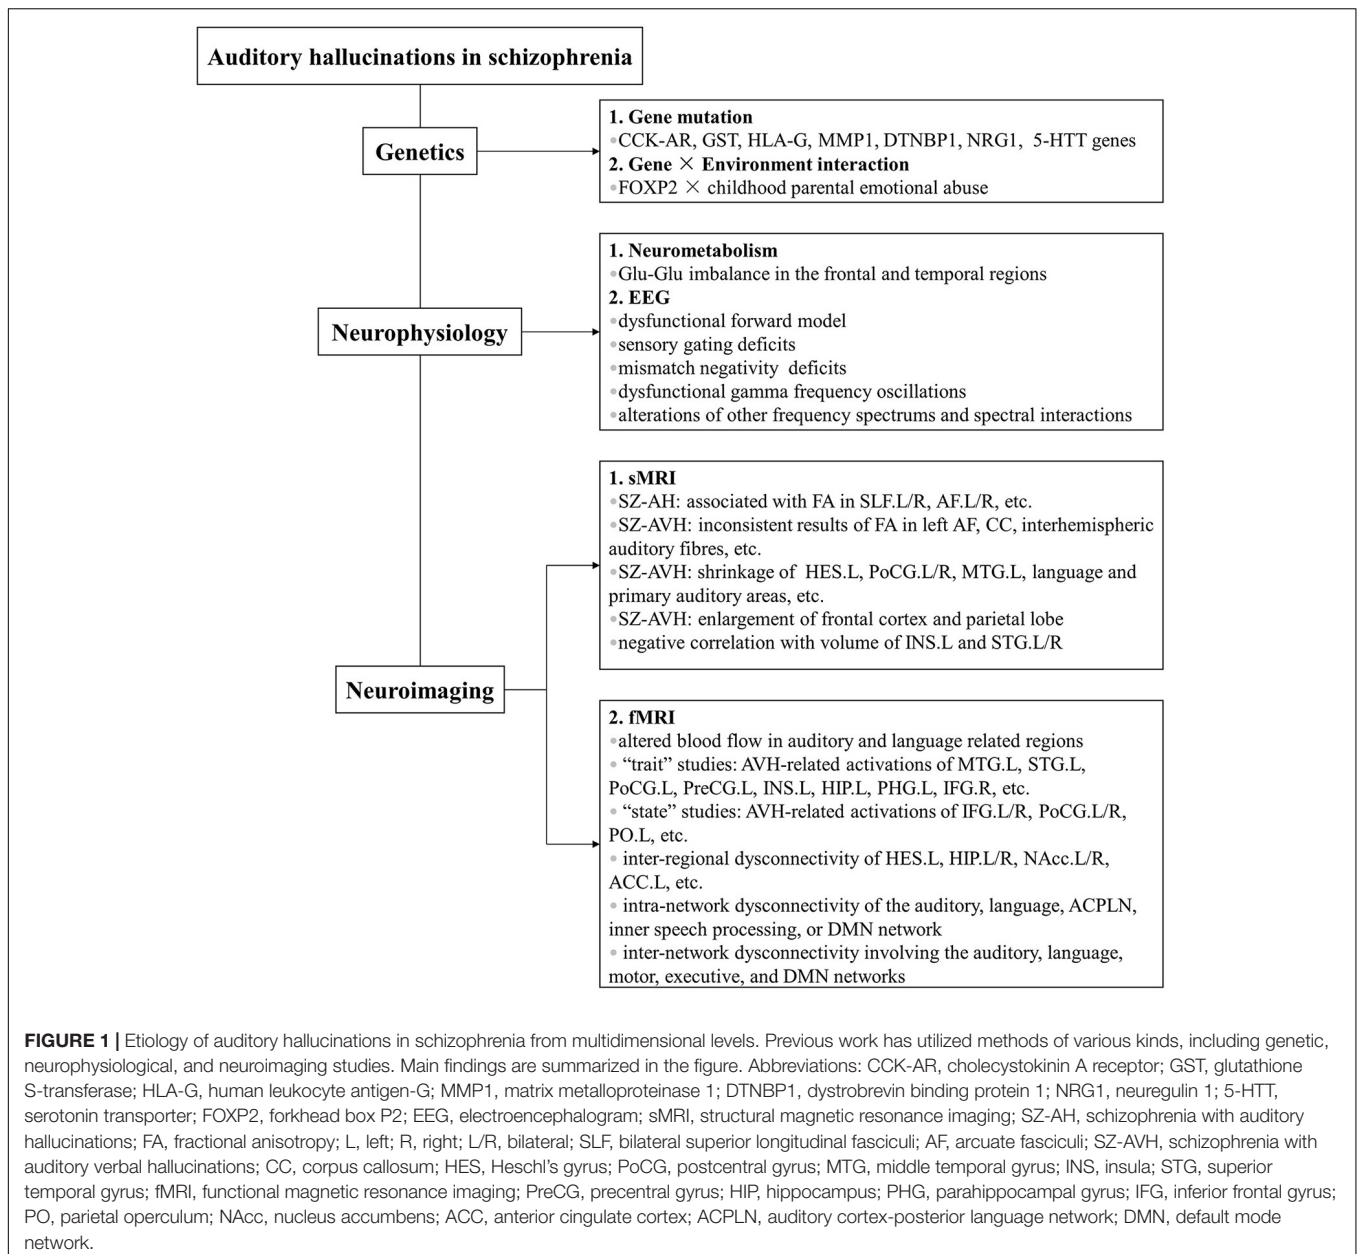 Auditory hallucinations in schizophrenia
Genetics
1. Gene mutation
•CCK-AR, GST, HLA-G, MMP1, DTNBP1, NRG1, 5-HTT genes
2. Gene × Environment interaction
•FOXP2 × childhood parental emotional abuse
Neurophysiology
1. Neurometabolism
•Glu-Glu imbalance in the frontal and temporal regions
2. EEG
•dysfunctional forward model
•sensory gating deficits
•mismatch negativity deficits
•dysfunctional gamma frequency oscillations
•alterations of other frequency spectrums and spectral interactions
Neuroimaging
1. sMRI
•SZ-AH: associated with FA in SLF.L/R, AF.L/R, etc.
•SZ-AVH: inconsistent results of FA in left AF, CC, interhemispheric
auditory fibres, etc.
•SZ-AVH: shrinkage of HES.L, PoCG.L/R, MTG.L, language and
primary auditory areas, etc.
•SZ-AVH: enlargement of frontal cortex and parietal lobe
•negative correlation with volume of INS.L and STG.L/R
2. fMRI
•altered blood flow in auditory and language related regions
• “trait” studies: AVH-related activations of MTG.L, STG.L,
PoCG.L, PreCG.L, INS.L, HIP.L, PHG.L, IFG.R, etc.
• “state” studies: AVH-related activations of IFG.L/R, PoCG.L/R,
PO.L, etc.
• inter-regional dysconnectivity of HES.L, HIP.L/R, NAcc.L/R,
ACC.L, etc.
• intra-network dysconnectivity of the auditory, language, ACPLN,
inner speech processing, or DMN network
• inter-network dysconnectivity involving the auditory, language,
motor, executive, and DMN networks
FIGURE 1 | Etiology of auditory hallucinations in schizophrenia from multidimensional levels. Previous work has utilized methods of various kinds, including genetic,
neurophysiological, and neuroimaging studies. Main findings are summarized in the figure. Abbreviations: CCK-AR, cholecystokinin A receptor; GST, glutathione
S-transferase; HLA-G, human leukocyte antigen-G; MMP1, matrix metalloproteinase 1; DTNBP1, dystrobrevin binding protein 1; NRG1, neuregulin 1; 5-HTT,
serotonin transporter; FOXP2, forkhead box P2; EEG, electroencephalogram; sMRI, structural magnetic resonance imaging; SZ-AH, schizophrenia with auditory
hallucinations; FA, fractional anisotropy; L, left; R, right; L/R, bilateral; SLF, bilateral superior longitudinal fasciculi; AF, arcuate fasciculi; SZ-AVH, schizophrenia with
auditory verbal hallucinations; CC, corpus callosum; HES, Heschl’s gyrus; PoCG, postcentral gyrus; MTG, middle temporal gyrus; INS, insula; STG, superior
temporal gyrus; fMRI, functional magnetic resonance imaging; PreCG, precentral gyrus; HIP, hippocampus; PHG, parahippocampal gyrus; IFG, inferior frontal gyrus;
PO, parietal operculum; NAcc, nucleus accumbens; ACC, anterior cingulate cortex; ACPLN, auditory cortex-posterior language network; DMN, default mode
network.